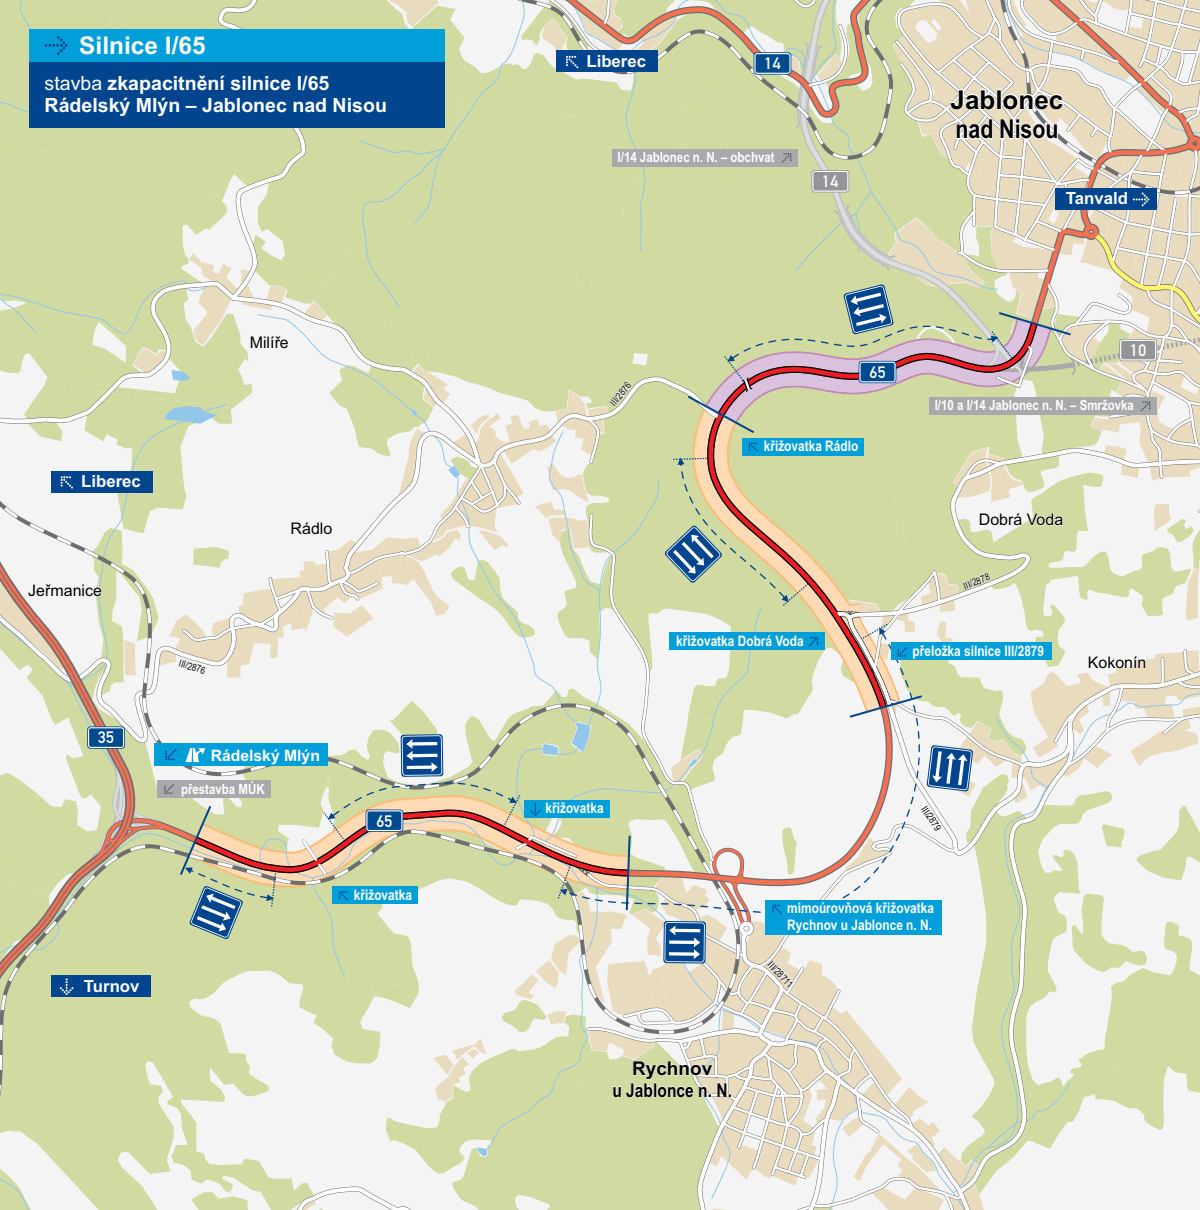 Silnice I/65
stavba zkapacitnění silnice I/65
Rádelský Mlýn – Jablonec nad Nisou
Liberec
14
Jablonec
nad Nisou
I/14 Jablonec n. N. – obchvat
14
Tanvald
Milíře
10
65
III/2876
I/10 a I/14 Jablonec n. N. – Smržovka
křižovatka Rádlo
Liberec
Rádlo
Dobrá Voda
Jeřmanice
III/2878
křižovatka Dobrá Voda
přeložka silnice III/2879
III/2876
Kokonín
35
Rádelský Mlýn
přestavba MÚK
křižovatka
65
III/2879
křižovatka
mimoúrovňová křižovatka
Rychnov u Jablonce n. N.
Turnov
III/28711
Rychnov
u Jablonce n. N.